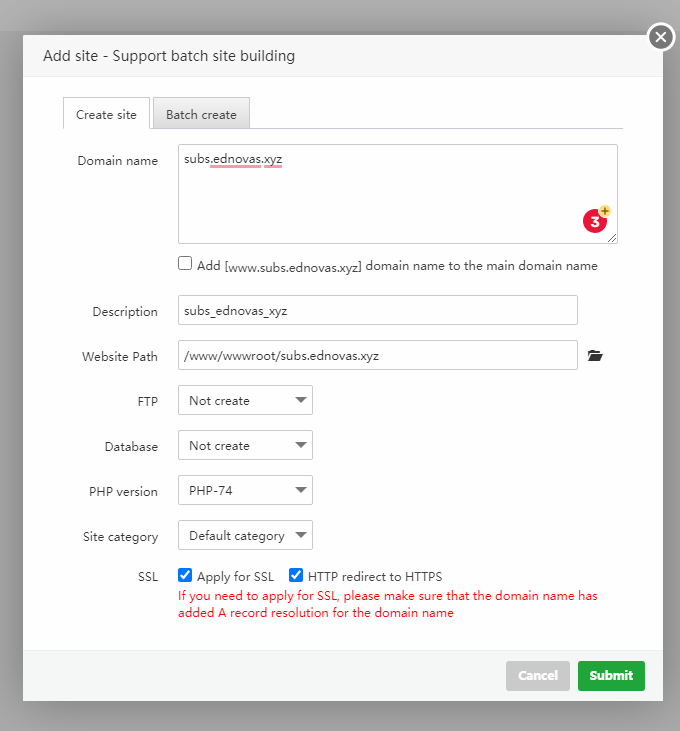 Add site - Support batch site building
Create site
Batch create
Domain name
subs.ednovas.xyz
3
+
Add [www.subs.ednovas.xyz] domain name to the main domain name
Description
subs_ednovas_xyz
Website Path
/www/wwwroot/subs.ednovas.xyz
FTP
Not create
Database
Not create
PHP version
PHP-74
Site category
Default category
SSL
Apply for SSL
HTTP redirect to HTTPS
If you need to apply for SSL, please make sure that the domain name has
added A record resolution for the domain name
Cancel
Submit